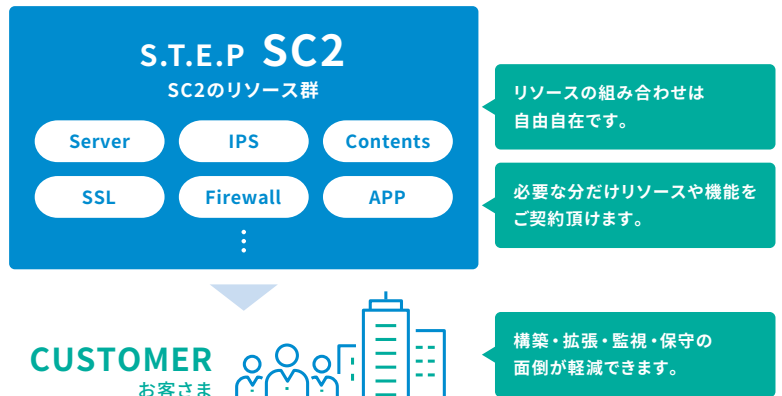 S.T.E.P SC2
SC2のリソース群
Server
IPS
Contents
SSL
Firewall
APP
リソースの組み合わせは
自由自在です。
必要な分だけリソースや機能を
ご契約頂けます。
CUSTOMER
お客さま
構築・拡張・監視・保守の
面倒が軽減できます。